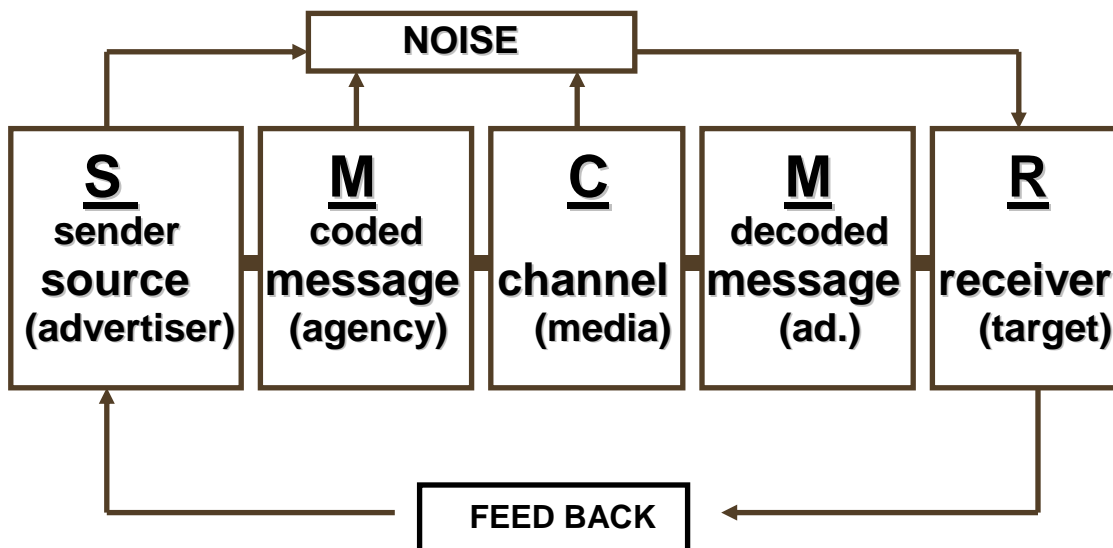 NOISE
S
sender
source
(advertiser)
M
coded
message
(agency)
C
channel
(media)
M
decoded
message
(ad.)
R
receiver
(target)
FEED BACK